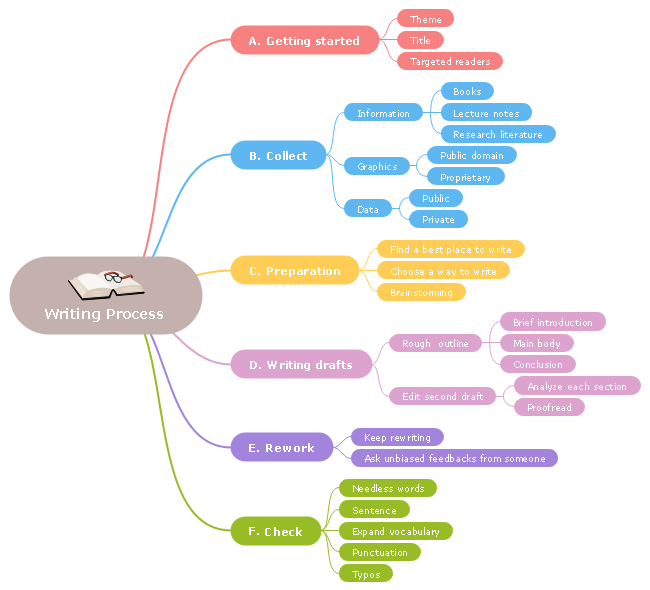 Writing Process
A. Getting started
Theme
Title
Targeted readers
B. Collect
Information
Books
Lecture notes
Research literature
Graphics
Public domain
Proprietary
Data
Public
Private
C. Preparation
Find a best place to write
Choose a way to write
Brainstorming
D. Writing drafts
Rough outline
Brief introduction
Main body
Conclusion
Edit second draft
Analyze each section
Proofread
E. Rework
Keep rewriting
Ask unbiased feedbacks from someone
F. Check
Needless words
Sentence
Expand vocabulary
Punctuation
Typos